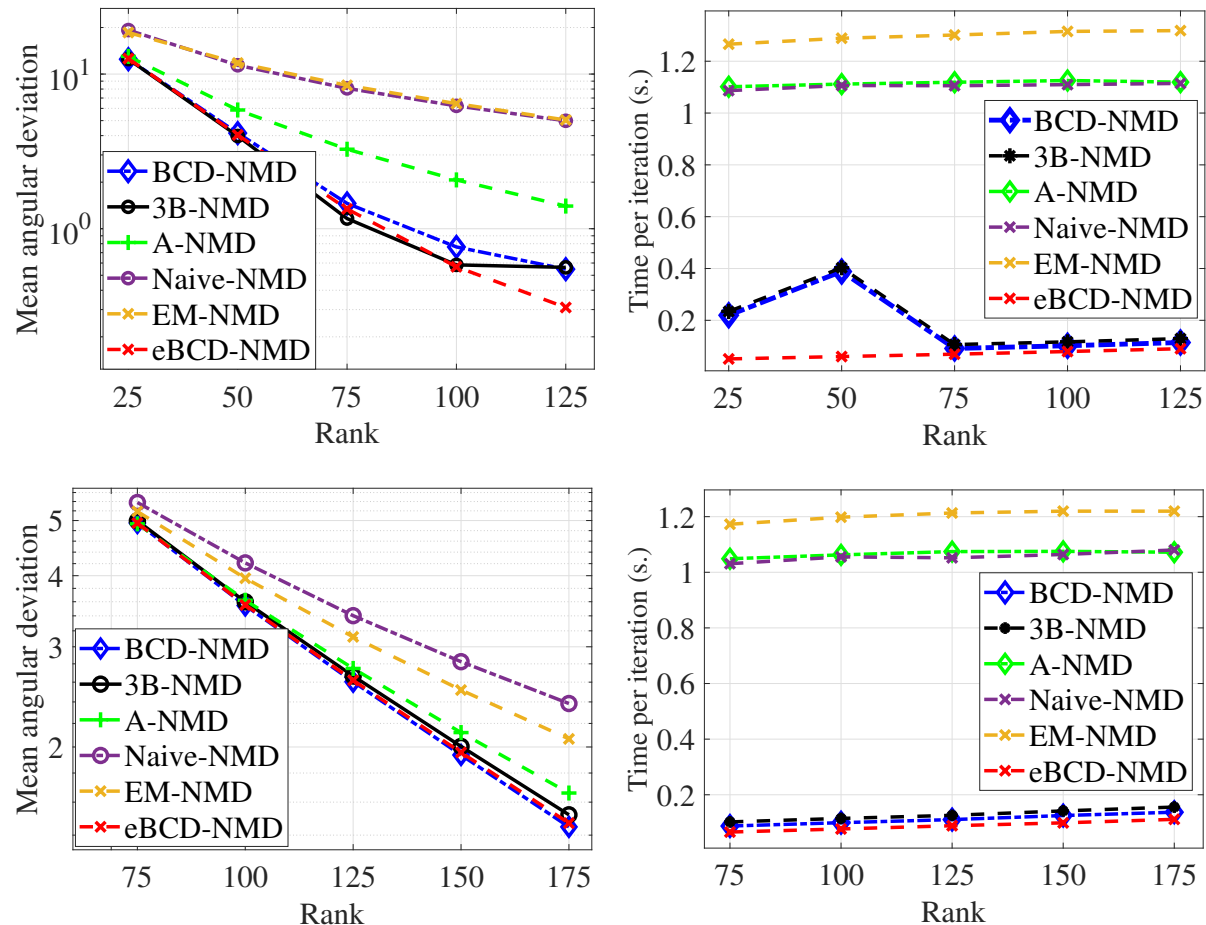 Mean angular deviation
10^1
10^0
BCD-NMD
3B-NMD
A-NMD
Naive-NMD
EM-NMD
eBCD-NMD
25 50 75 100 125
Rank
Time per iteration (s.)
1.2
1
0.8
0.6
0.4
0.2
BCD-NMD
3B-NMD
A-NMD
Naive-NMD
EM-NMD
eBCD-NMD
25 50 75 100 125
Rank
Mean angular deviation
5
4
3
2
BCD-NMD
3B-NMD
A-NMD
Naive-NMD
EM-NMD
eBCD-NMD
75 100 125 150 175
Rank
Time per iteration (s.)
1.2
1
0.8
0.6
0.4
0.2
BCD-NMD
3B-NMD
A-NMD
Naive-NMD
EM-NMD
eBCD-NMD
75 100 125 150 175
Rank